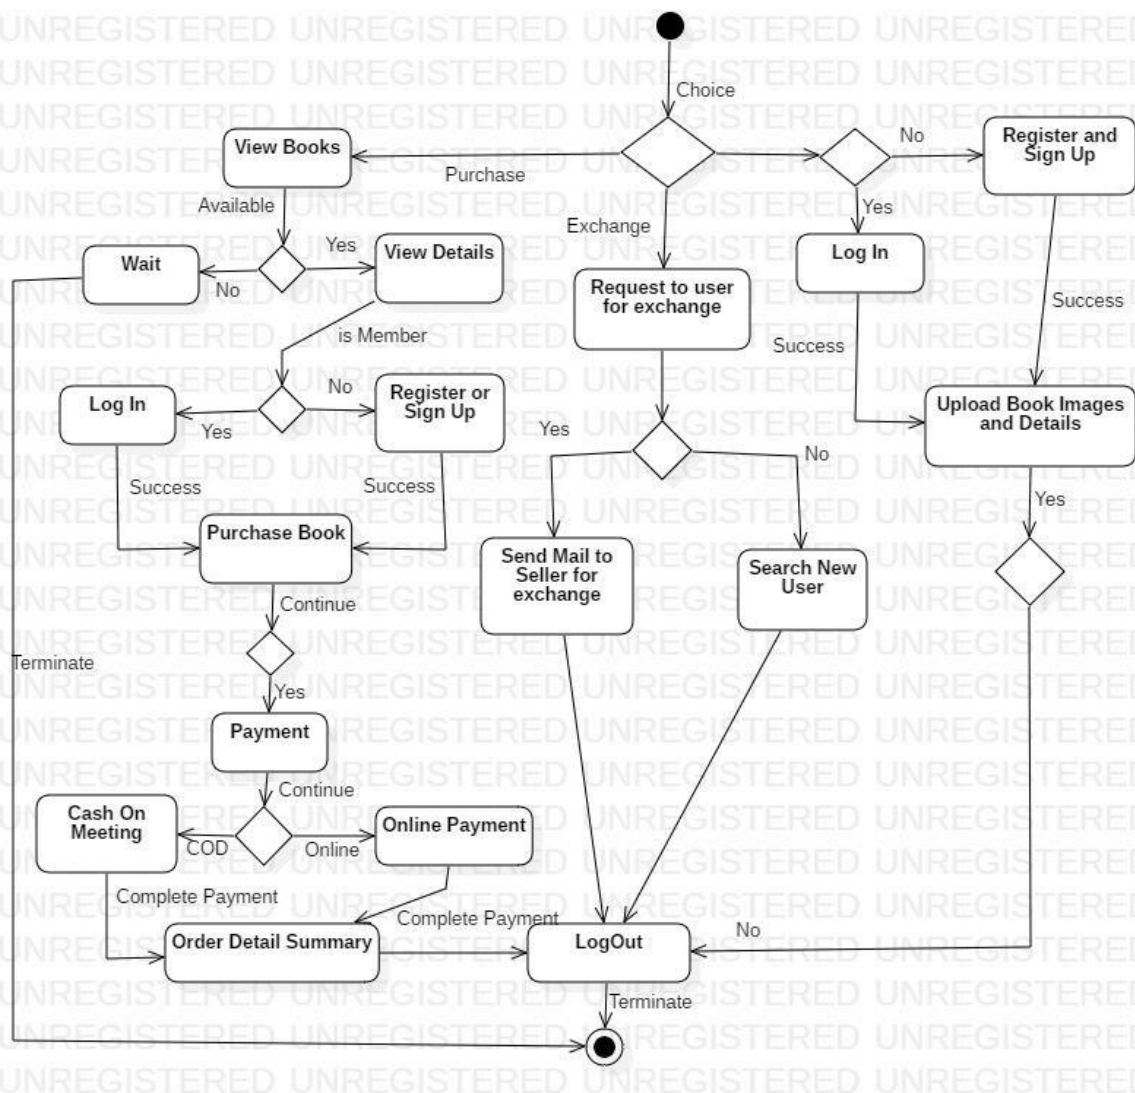 Choice
No
Register and
Sign Up
View Books
Purchase
Available
Exchange
Yes
Log In
Yes
View Details
Wait
No
Request to user
for exchange
Success
is Member
Success
No
Register or
Sign Up
Log In
Yes
Upload Book Images
and Details
Yes
No
Success
Success
Yes
Purchase Book
Send Mail to
Seller for
exchange
Search New
User
Continue
Terminate
Yes
Payment
Continue
Cash On
Meeting
COD
Online
Online Payment
Complete Payment
Complete Payment
Order Detail Summary
LogOut
No
Terminate
UNREGISTERED UNREGISTERED UNREGISTERED UNREGISTERED